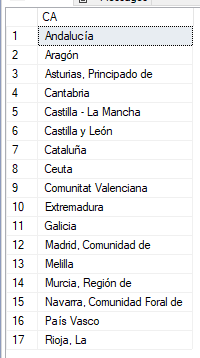 CA
1 Andalucía
2 Aragón
3 Asturias, Principado de
4 Cantabria
5 Castilla - La Mancha
6 Castilla y León
7 Cataluña
8 Ceuta
9 Comunitat Valenciana
10 Extremadura
11 Galicia
12 Madrid, Comunidad de
13 Melilla
14 Murcia, Región de
15 Navarra, Comunidad Foral de
16 País Vasco
17 Rioja, La